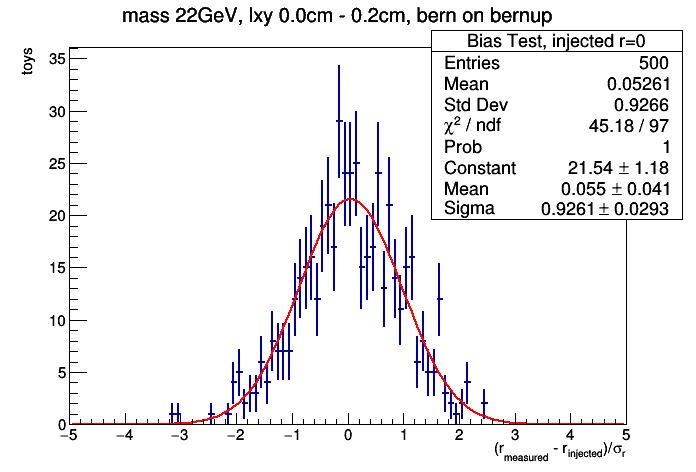 mass 22GeV, lxy 0.0cm - 0.2cm, bern on bernup
toys
Bias Test, injected r=0
Entries 500
Mean 0.05261
Std Dev 0.9266
χ² / ndf 45.18 / 97
Prob 1
Constant 21.54 ± 1.18
Mean 0.055 ± 0.041
Sigma 0.9261 ± 0.0293
35
30
25
20
15
10
5
0
−5 −4 −3 −2 −1 0 1 2 3 4 5
(r_measured - r_injected)/σ_r